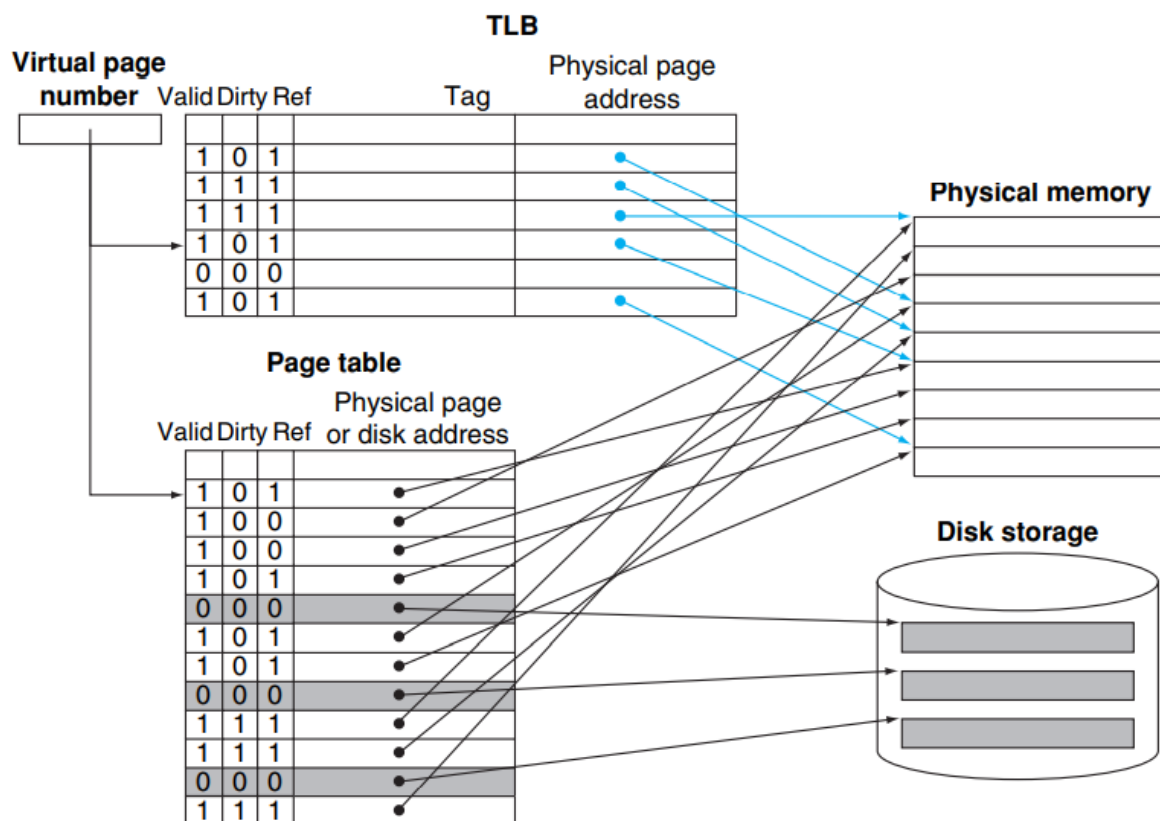 TLB
Virtual page
number
Valid Dirty Ref
Tag
Physical page
address
1 0 1
1 1 1
1 1 1
1 0 1
0 0 0
1 0 1
Physical memory
Page table
Physical page
or disk address
Valid Dirty Ref
1 0 1
1 0 0
1 0 0
1 0 1
0 0 0
1 0 1
1 0 1
0 0 0
1 1 1
1 1 1
0 0 0
1 1 1
Disk storage